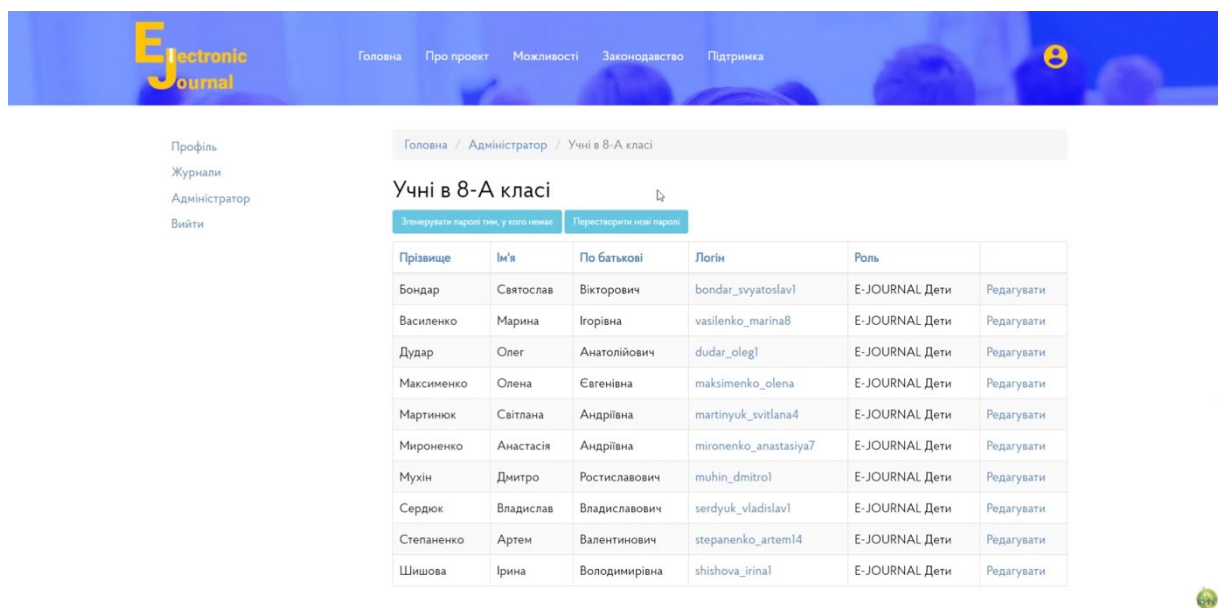 Electronic
Journal
Головна Про проект Можливості Законодавство Підтримка
Профіль
Журнали
Адміністратор
Вийти
Головна / Адміністратор / Учні в 8-А класі
Учні в 8-А класі
Згенерувати паролі тим, у кого немає Перестворити нові паролі
Прізвище Ім'я По батькові Логін Роль
Бондар Святослав Вікторович bondar_svyatoslav1 E-JOURNAL Дети Редагувати
Василенко Марина Ігорівна vasilenko_marina8 E-JOURNAL Дети Редагувати
Дудар Олег Анатолійович dudar_oleg1 E-JOURNAL Дети Редагувати
Максименко Олена Євгенівна maksimenko_olena E-JOURNAL Дети Редагувати
Мартинюк Світлана Андріївна martinyuk_svitlana4 E-JOURNAL Дети Редагувати
Мироненко Анастасія Андріївна mironenko_anastasiya7 E-JOURNAL Дети Редагувати
Мухін Дмитро Ростиславович muhin_dmitro1 E-JOURNAL Дети Редагувати
Сердюк Владислав Владиславович serdyuk_vladislav1 E-JOURNAL Дети Редагувати
Степаненко Артем Валентинович stepanenko_artem14 E-JOURNAL Дети Редагувати
Шишова Ірина Володимирівна shishova_irina1 E-JOURNAL Дети Редагувати